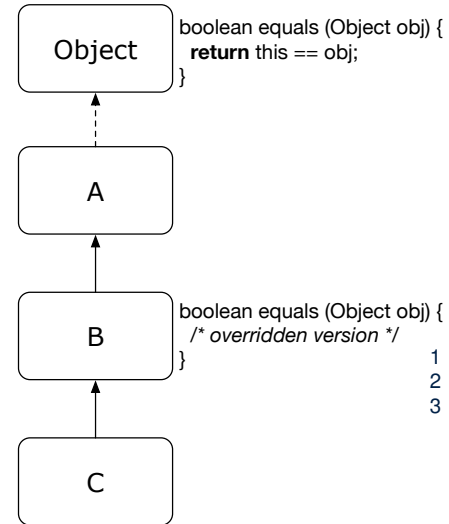 Object
boolean equals (Object obj) {
return this == obj;
}
A
B
boolean equals (Object obj) {
/* overridden version */
}
1
2
3
C